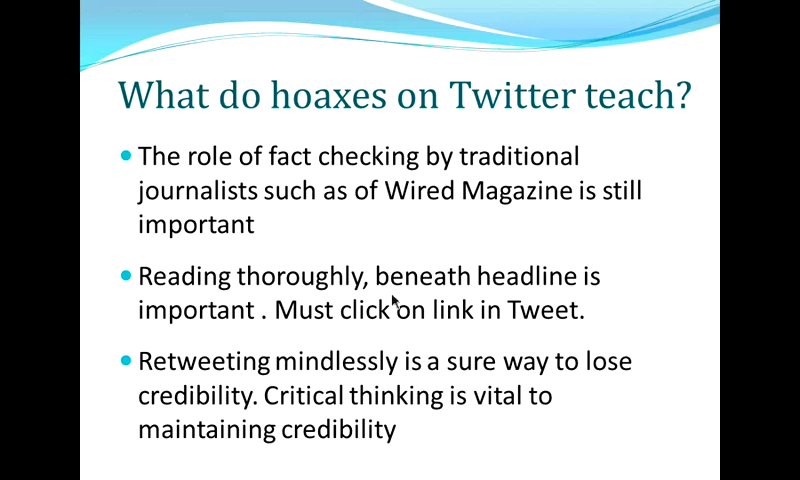 What do hoaxes on Twitter teach?
The role of fact checking by traditional
journalists such as of Wired Magazine is still
important
Reading thoroughly, beneath headline is
important . Must click on link in Tweet.
Retweeting mindlessly is a sure way to lose
credibility. Critical thinking is vital to
maintaining credibility